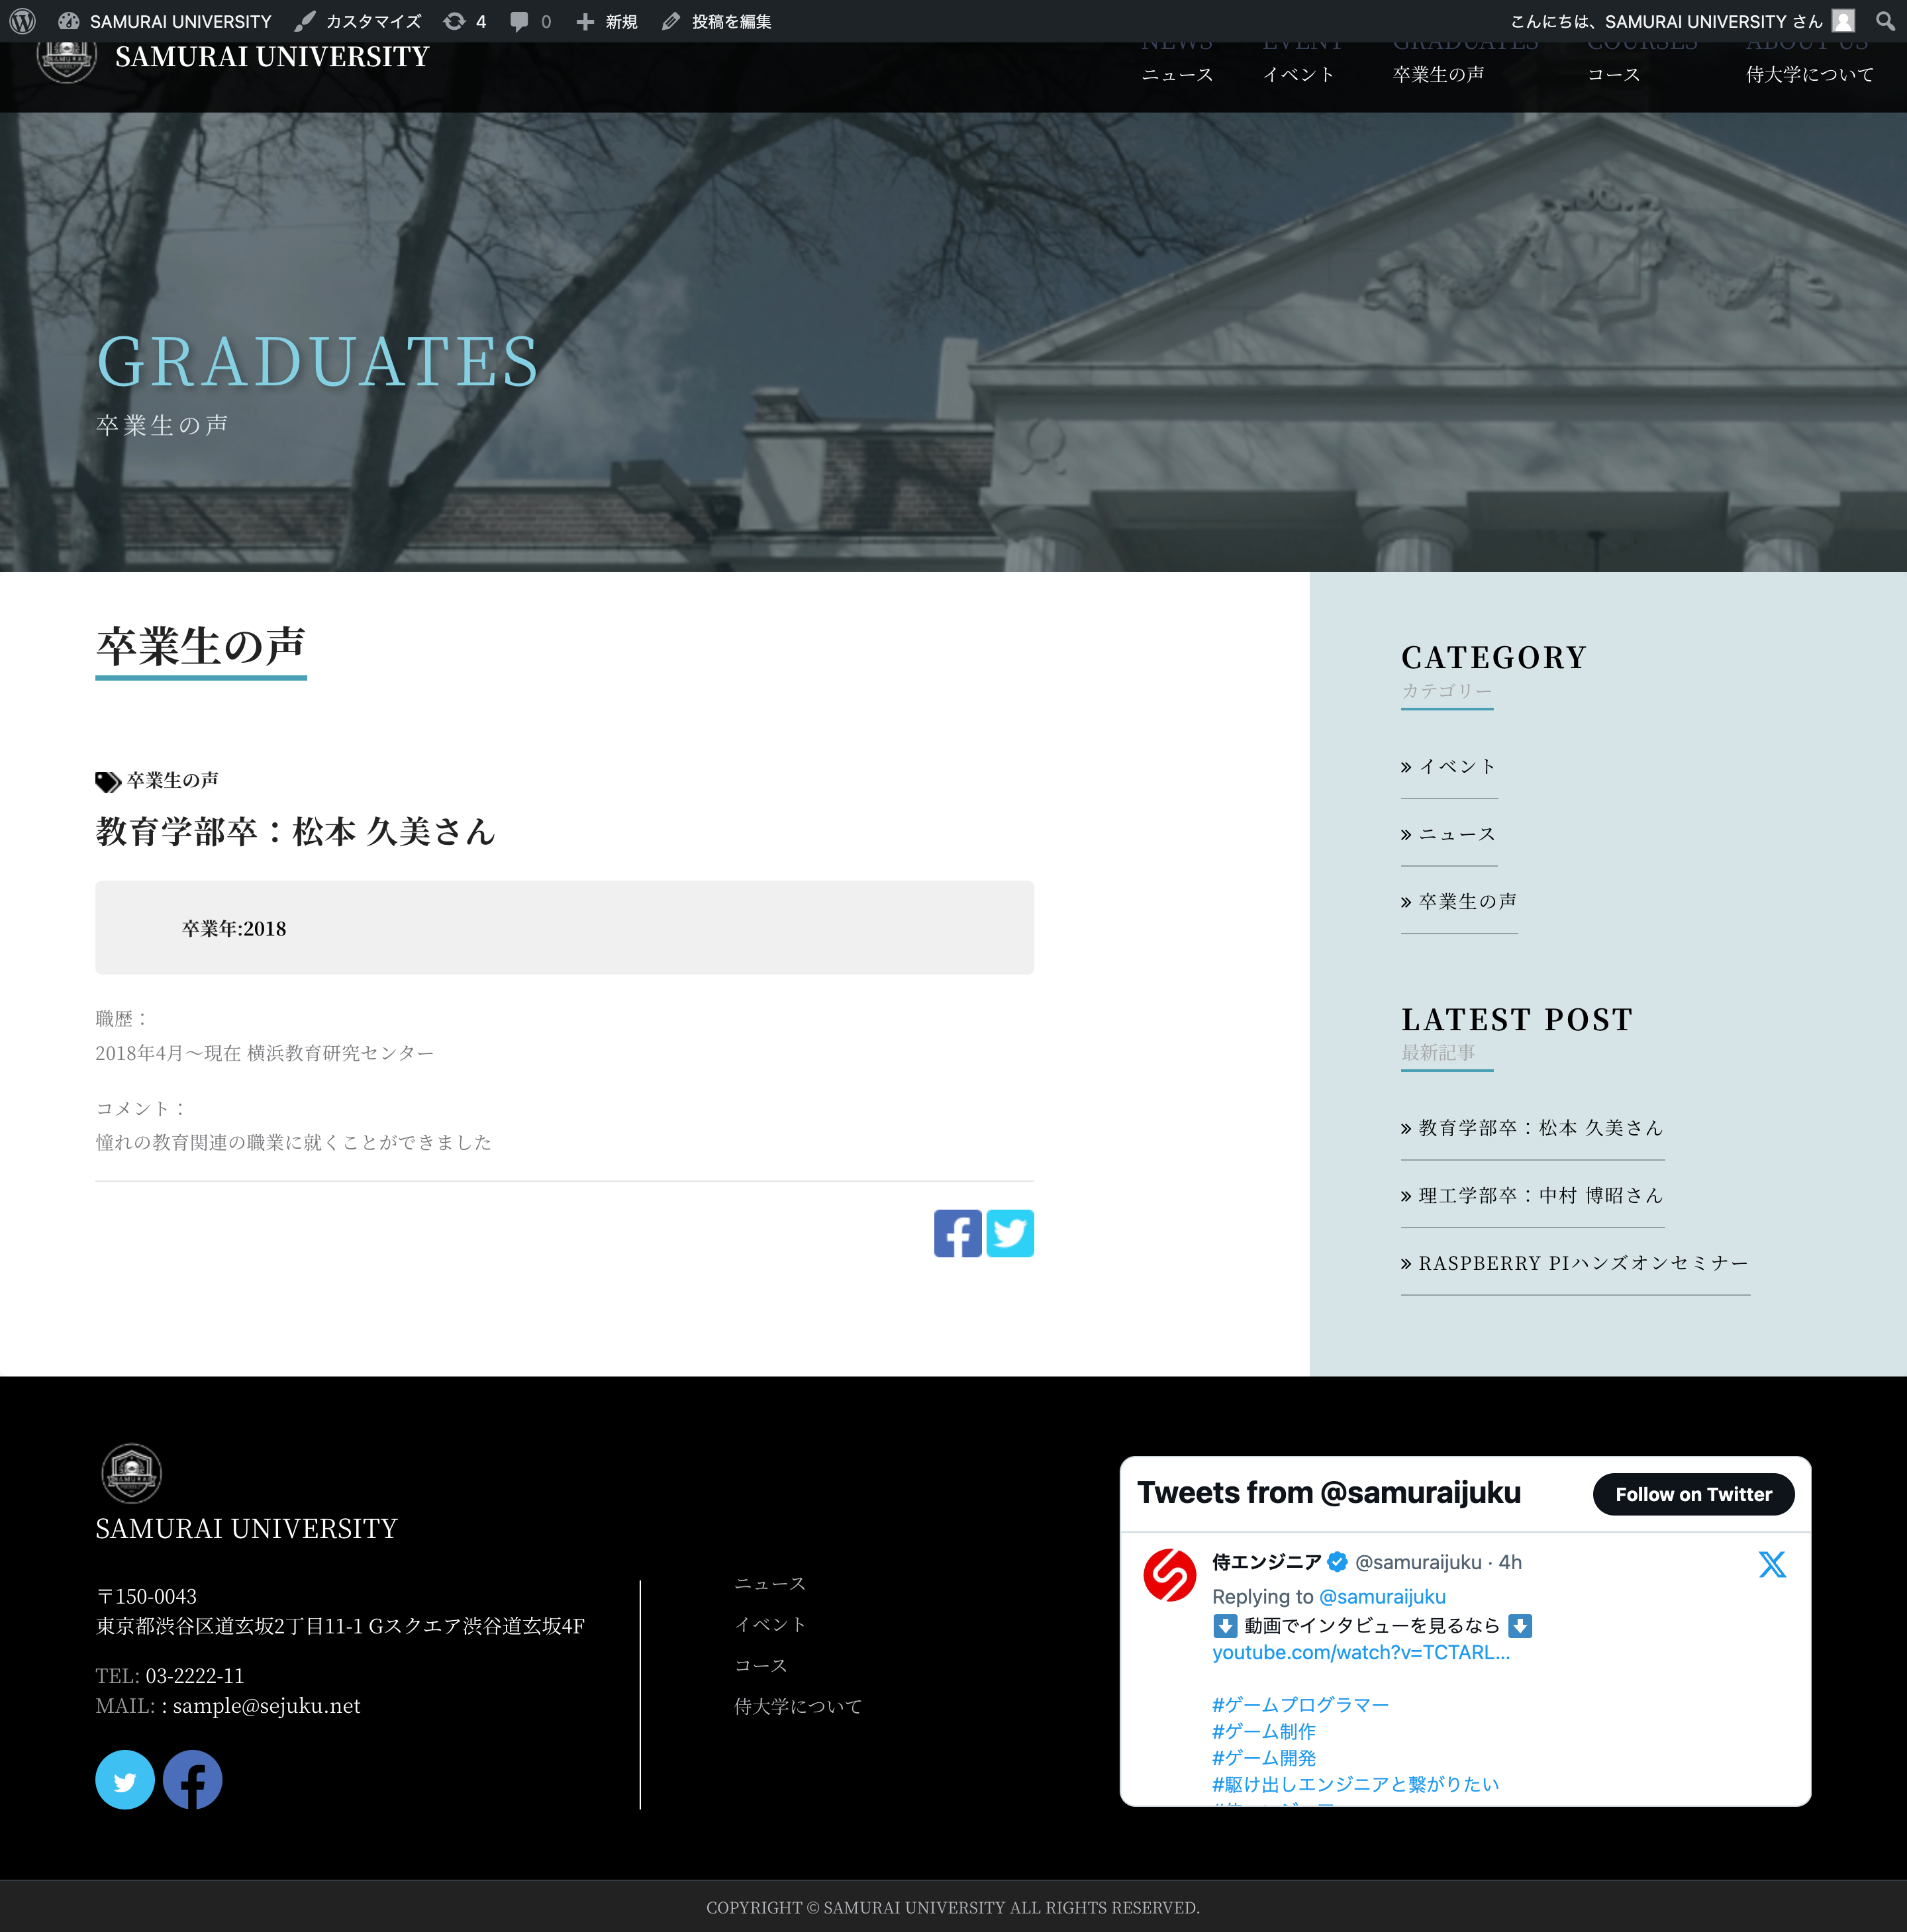 SAMURAI UNIVERSITY カスタマイズ 4 0 新規 投稿を編集 こんにちは、SAMURAI UNIVERSITY さん
SAMURAI UNIVERSITY
NEWS EVENT GRADUATES COURSES ABOUT US
ニュース イベント 卒業生の声 コース 侍大学について
GRADUATES
卒業生の声
卒業生の声
卒業生の声
教育学部卒：松本 久美さん
卒業年:2018
職歴：
2018年4月〜現在 横浜教育研究センター
コメント：
憧れの教育関連の職業に就くことができました
CATEGORY
カテゴリー
» イベント
» ニュース
» 卒業生の声
LATEST POST
最新記事
» 教育学部卒：松本 久美さん
» 理工学部卒：中村 博昭さん
» RASPBERRY PIハンズオンセミナー
SAMURAI UNIVERSITY
〒150-0043
東京都渋谷区道玄坂2丁目11-1 Gスクエア渋谷道玄坂4F
TEL: 03-2222-11
MAIL: : sample@sejuku.net
ニュース
イベント
コース
侍大学について
Tweets from @samuraijuku
Follow on Twitter
侍エンジニア @samuraijuku · 4h
Replying to @samuraijuku
⬇️ 動画でインタビューを見るなら ⬇️
youtube.com/watch?v=TCTARL…
#ゲームプログラマー
#ゲーム制作
#ゲーム開発
#駆け出しエンジニアと繋がりたい
COPYRIGHT © SAMURAI UNIVERSITY ALL RIGHTS RESERVED.